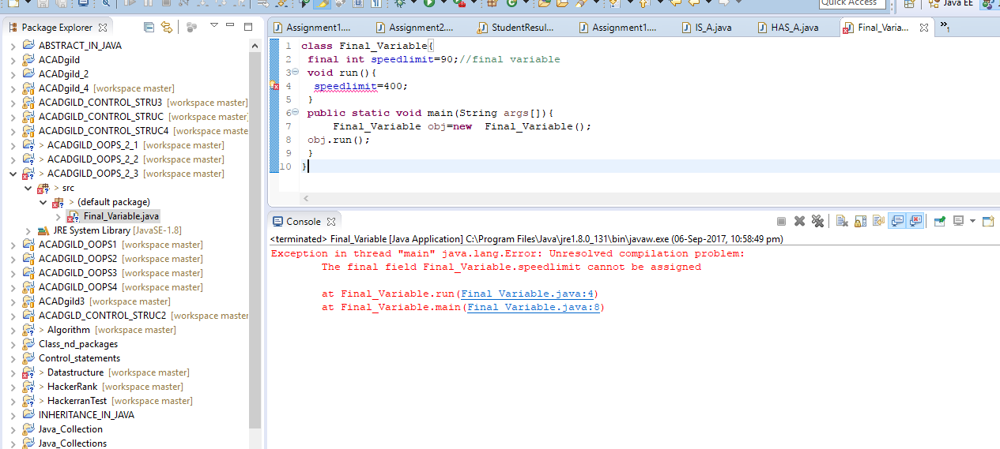 Quick Access
Java EE
Package Explorer
ABSTRACT_IN_JAVA
ACADgild
ACADgild_2
ACADgild_4 [workspace master]
ACADGILD_CONTROL_STRU3 [workspace master]
ACADGILD_CONTROL_STRUC [workspace master]
ACADGILD_CONTROL_STRUC4 [workspace maste
> ACADGILD_OOPS_2_1 [workspace master]
> ACADGILD_OOPS_2_2 [workspace master]
> ACADGILD_OOPS_2_3 [workspace master]
> src
> (default package)
Final_Variable.java
JRE System Library [JavaSE-1.8]
ACADGILD_OOPS1 [workspace master]
ACADGILD_OOPS2 [workspace master]
ACADGILD_OOPS3 [workspace master]
ACADGILD_OOPS4 [workspace master]
ACADgild3 [workspace master]
ACADGLD_CONTROL_STRUC2 [workspace master
> Algorithm [workspace master]
Class_nd_packages
Control_statements
> Datastructure [workspace master]
> HackerRank [workspace master]
> HackerranTest [workspace master]
INHERITANCE_IN_JAVA
Java_Collection
Java_Collections
Assignment1.... Assignment2.... StudentResul... Assignment1.... IS_A.java HAS_A.java Final_Varia... »1
1 class Final_Variable{
2 final int speedlimit=90;//final variable
3 void run(){
4 speedlimit=400;
5 }
6 public static void main(String args[]){
7 Final_Variable obj=new Final_Variable();
8 obj.run();
9 }
10 }
Console
<terminated> Final_Variable [Java Application] C:\Program Files\Java\jre1.8.0_131\bin\javaw.exe (06-Sep-2017, 10:58:49 pm)
Exception in thread "main" java.lang.Error: Unresolved compilation problem:
The final field Final_Variable.speedlimit cannot be assigned
at Final_Variable.run(Final_Variable.java:4)
at Final_Variable.main(Final_Variable.java:8)